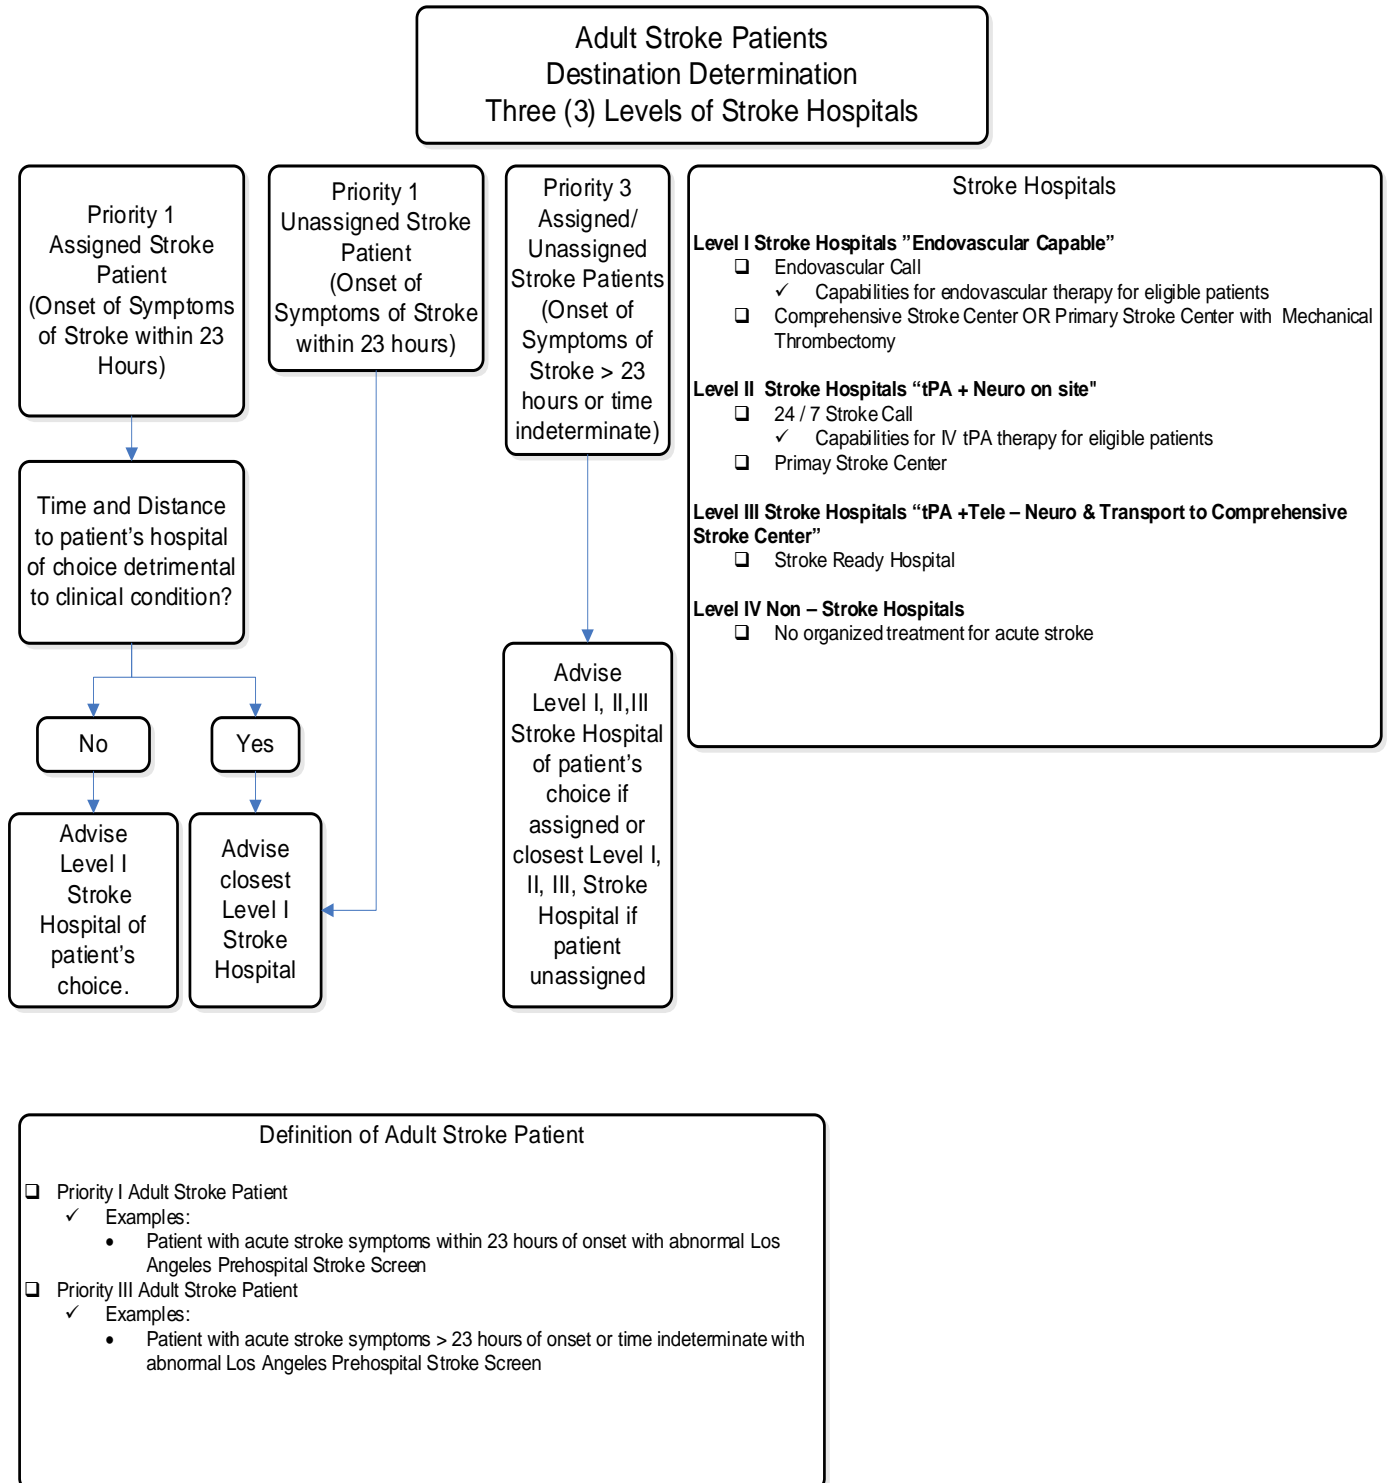 Adult Stroke Patients
Destination Determination
Three (3) Levels of Stroke Hospitals
Priority 1
Assigned Stroke
Patient
(Onset of Symptoms
of Stroke within 23
Hours)
Priority 1
Unassigned Stroke
Patient
(Onset of
Symptoms of Stroke
within 23 hours)
Priority 3
Assigned/
Unassigned
Stroke Patients
(Onset of
Symptoms of
Stroke > 23
hours or time
indeterminate)
Stroke Hospitals
Level I Stroke Hospitals ”Endovascular Capable”
❑ Endovascular Call
✓ Capabilities for endovascular therapy for eligible patients
❑ Comprehensive Stroke Center OR Primary Stroke Center with Mechanical
Thrombectomy
Level II Stroke Hospitals “tPA + Neuro on site"
❑ 24 / 7 Stroke Call
✓ Capabilities for IV tPA therapy for eligible patients
❑ Primay Stroke Center
Level III Stroke Hospitals “tPA +Tele – Neuro & Transport to Comprehensive
Stroke Center”
❑ Stroke Ready Hospital
Level IV Non – Stroke Hospitals
❑ No organized treatment for acute stroke
Time and Distance
to patient’s hospital
of choice detrimental
to clinical condition?
No
Yes
Advise
Level I
Stroke
Hospital of
patient’s
choice.
Advise
closest
Level I
Stroke
Hospital
Advise
Level I, II,III
Stroke Hospital
of patient’s
choice if
assigned or
closest Level I,
II, III, Stroke
Hospital if
patient
unassigned
Definition of Adult Stroke Patient
❑ Priority I Adult Stroke Patient
✓ Examples:
• Patient with acute stroke symptoms within 23 hours of onset with abnormal Los
Angeles Prehospital Stroke Screen
❑ Priority III Adult Stroke Patient
✓ Examples:
• Patient with acute stroke symptoms > 23 hours of onset or time indeterminate with
abnormal Los Angeles Prehospital Stroke Screen